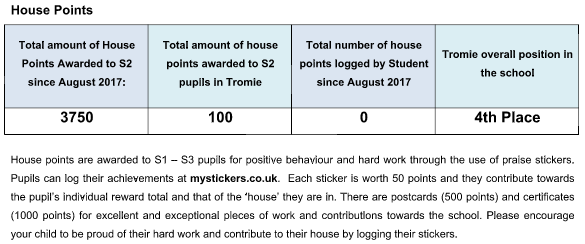 House Points
Total amount of House
Points Awarded to S2
since August 2017:
Total amount of house
points awarded to S2
pupils in Tromie
Total number of house
points logged by Student
since August 2017
Tromie overall position in
the school
3750
100
0
4th Place
House points are awarded to S1 – S3 pupils for positive behaviour and hard work through the use of praise stickers.
Pupils can log their achievements at mystickers.co.uk. Each sticker is worth 50 points and they contribute towards
the pupil's individual reward total and that of the 'house' they are in. There are postcards (500 points) and certificates
(1000 points) for excellent and exceptional pieces of work and contributions towards the school. Please encourage
your child to be proud of their hard work and contribute to their house by logging their stickers.